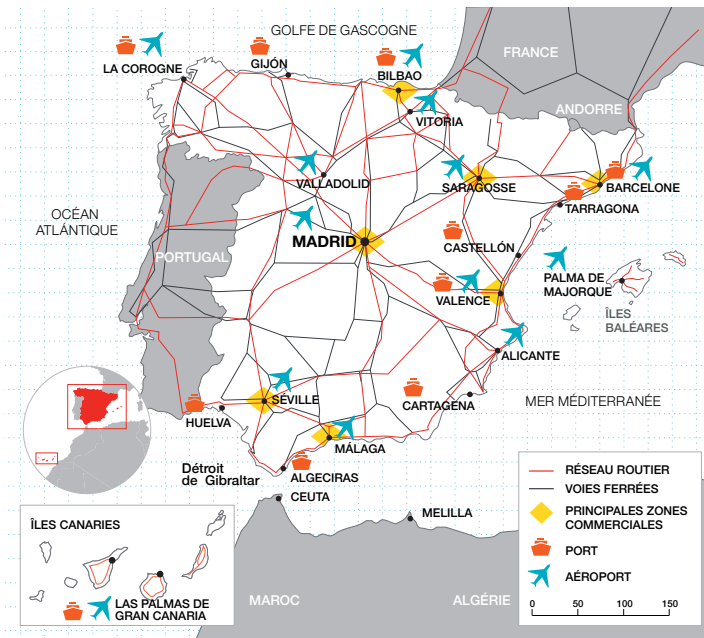 GOLFE DE GASCOGNE
FRANCE
ANDORRE
LA COROGNE
GIJÓN
BILBAO
VITORIA
VALLADOLID
SARAGOSSE
BARCELONE
TARRAGONA
OCÉAN
ATLÁNTIQUE
PORTUGAL
MADRID
CASTELLÓN
VALENCE
PALMA DE
MAJORQUE
ÎLES
BALÉARES
ALICANTE
SÉVILLE
CARTAGENA
MER MÉDITERRANÉE
HUELVA
MÁLAGA
Détroit
de Gibraltar
ALGECIRAS
CEUTA
MELILLA
MAROC
ALGÉRIE
ÎLES CANARIES
LAS PALMAS DE
GRAN CANARIA
RÉSEAU ROUTIER
VOIES FERRÉES
PRINCIPALES ZONES
COMMERCIALES
PORT
AÉROPORT
0 50 100 150